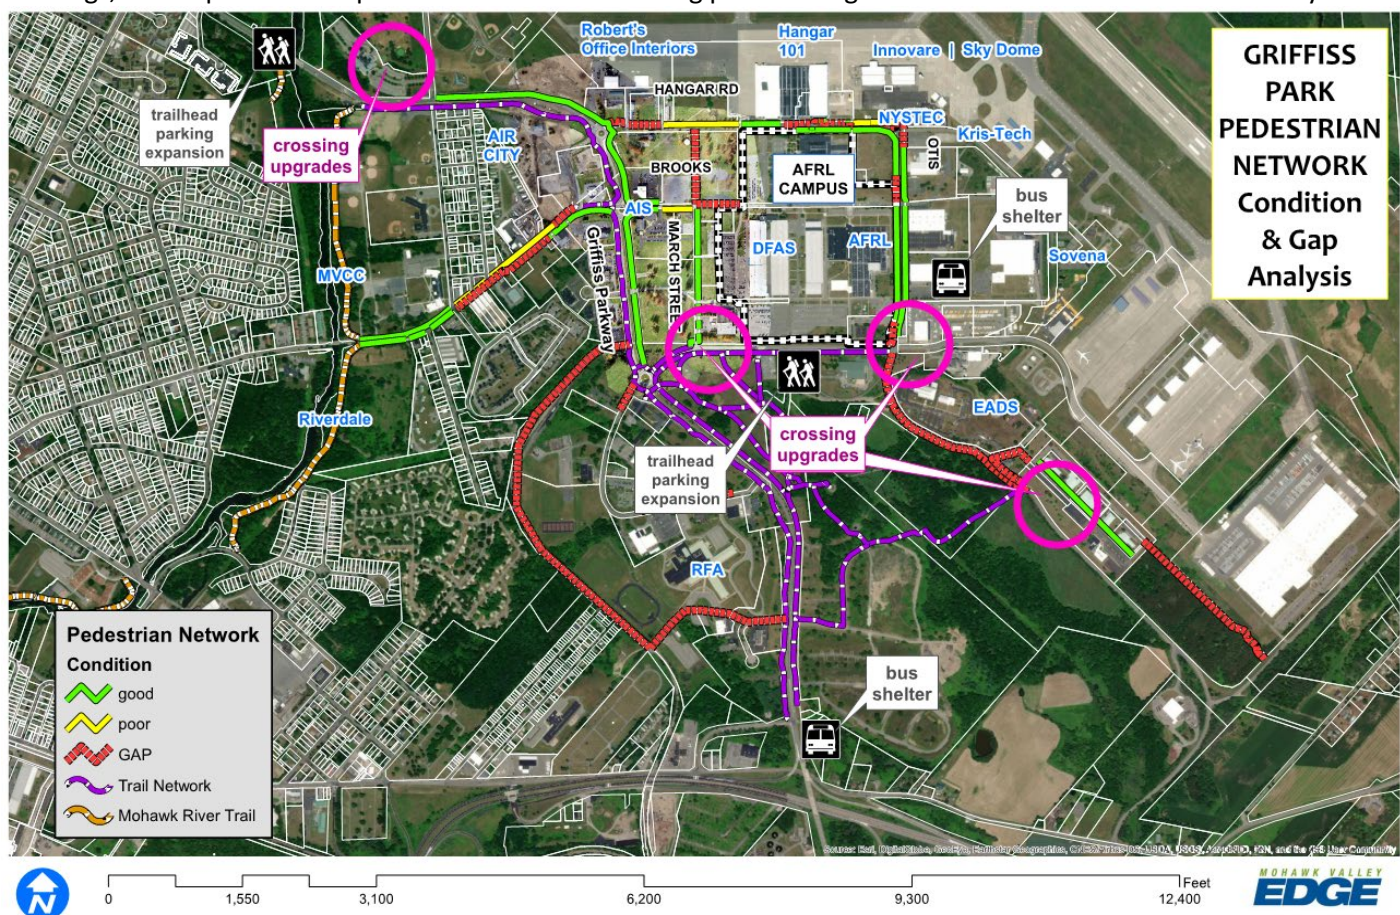 Robert's
Office Interiors
Hangar
101
Innovare | Sky Dome
GRIFFISS
PARK
PEDESTRIAN
NETWORK
Condition
& Gap
Analysis
trailhead
parking
expansion
crossing
upgrades
HANGAR RD
NYSTEC
Kris-Tech
AIR
CITY
BROOKS
AFRL
CAMPUS
OTIS
bus
shelter
AIS
MARCH STREET
Griffiss Parkway
DFAS
AFRL
Sovena
MVCC
Riverdale
EADS
crossing
upgrades
trailhead
parking
expansion
RFA
bus
shelter
Pedestrian Network
Condition
good
poor
GAP
Trail Network
Mohawk River Trail
N
0
1,550
3,100
6,200
9,300
12,400
Feet
MOHAWK VALLEY
EDGE